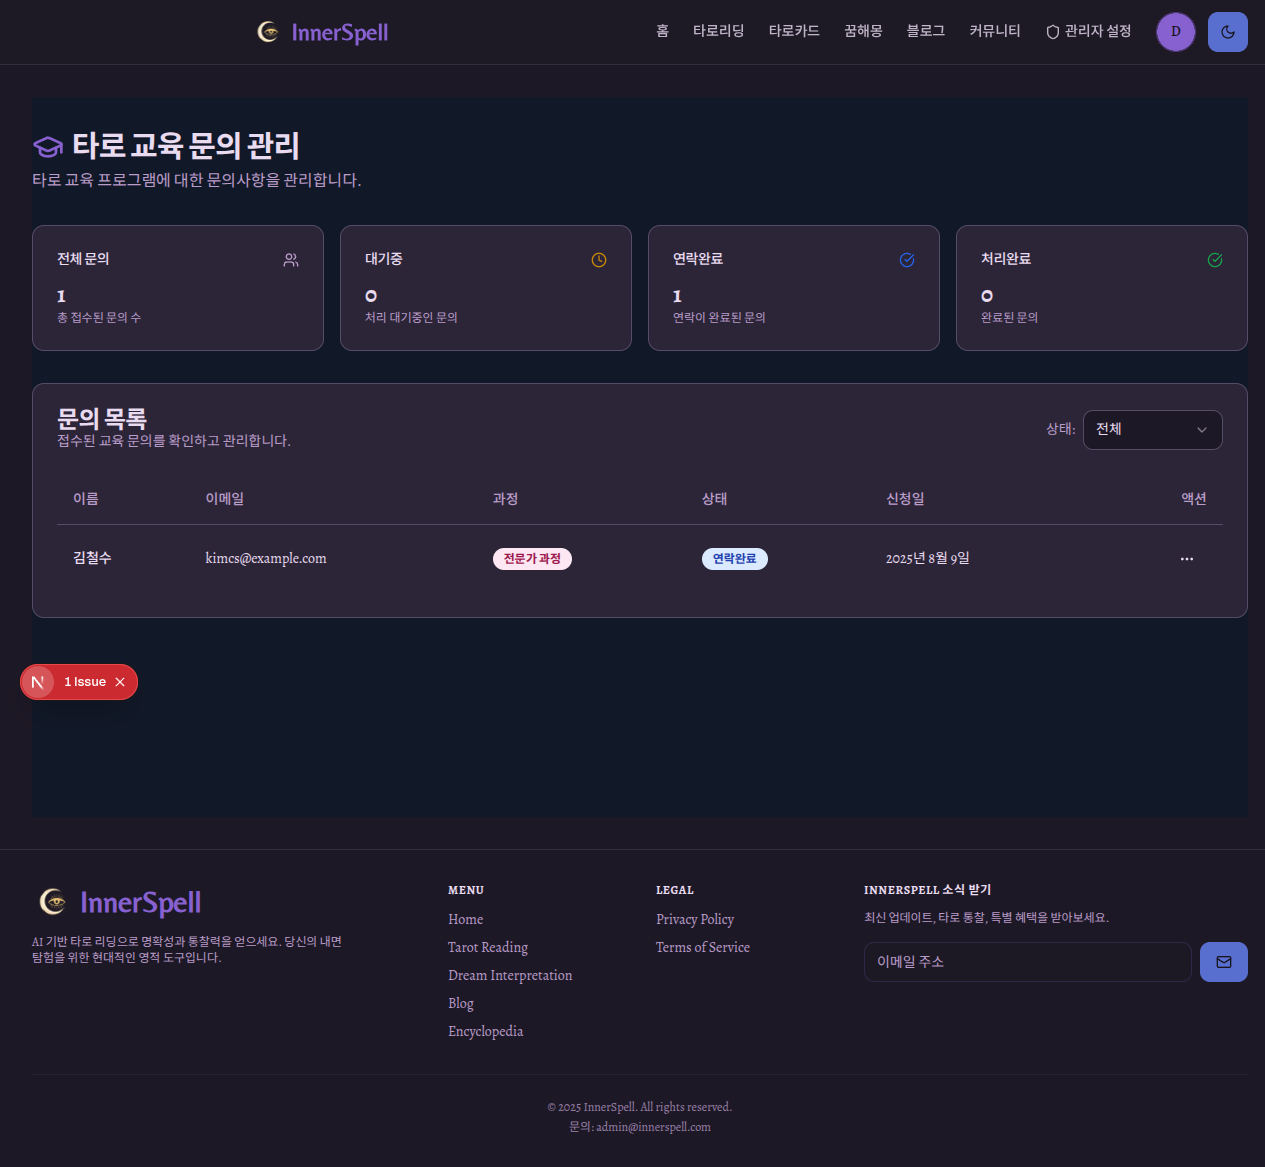 InnerSpell
홈 타로리딩 타로카드 꿈해몽 블로그 커뮤니티 관리자 설정 D
타로 교육 문의 관리
타로 교육 프로그램에 대한 문의사항을 관리합니다.
전체 문의
1
총 접수된 문의 수
대기중
0
처리 대기중인 문의
연락완료
1
연락이 완료된 문의
처리완료
0
완료된 문의
문의 목록
접수된 교육 문의를 확인하고 관리합니다.
상태: 전체
이름 이메일 과정 상태 신청일 액션
김철수 kimcs@example.com 전문가 과정 연락완료 2025년 8월 9일 ...
N 1 Issue
InnerSpell
AI 기반 타로 리딩으로 명확성과 통찰력을 얻으세요. 당신의 내면
탐험을 위한 현대적인 영적 도구입니다.
MENU
Home
Tarot Reading
Dream Interpretation
Blog
Encyclopedia
LEGAL
Privacy Policy
Terms of Service
INNERSPELL 소식 받기
최신 업데이트, 타로 통찰, 특별 혜택을 받아보세요.
이메일 주소
© 2025 InnerSpell. All rights reserved.
문의: admin@innerspell.com